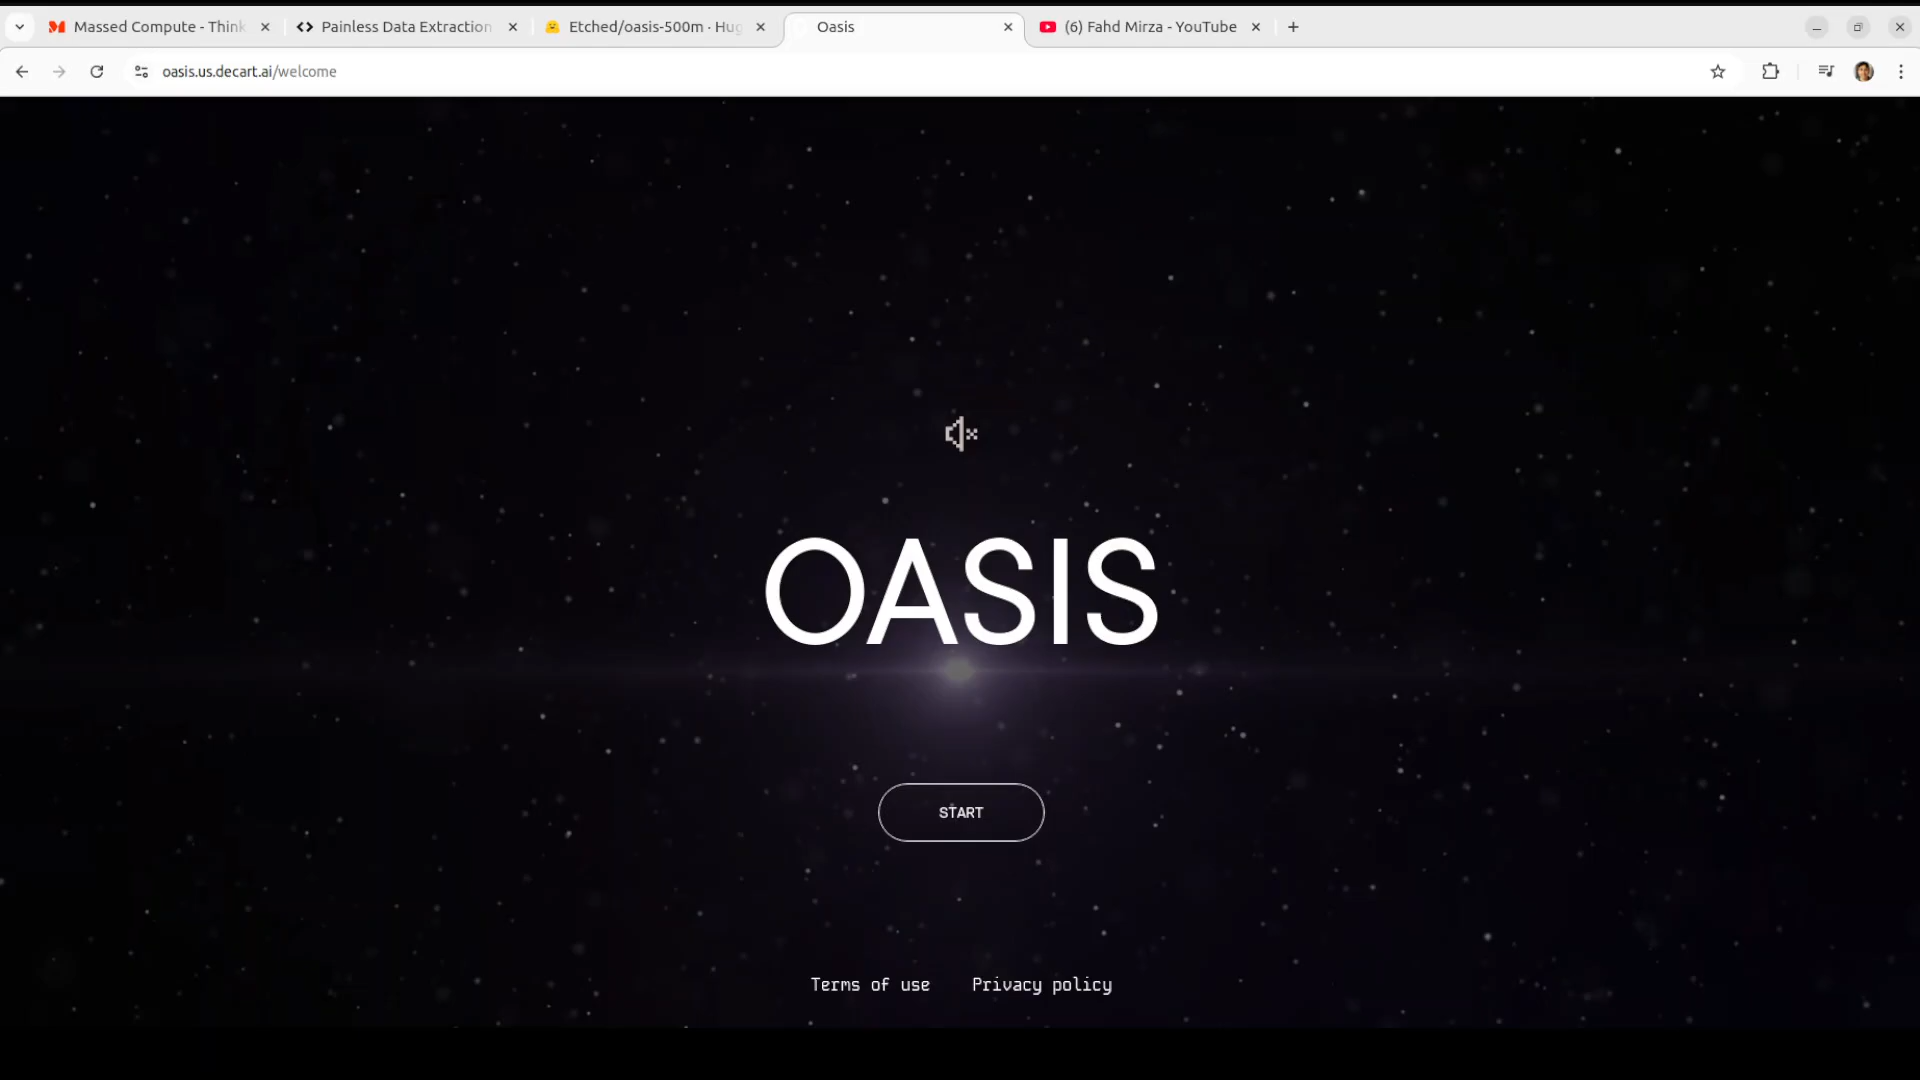 Massed Compute - Think
Painless Data Extraction
Etched/oasis-500m · Hug
Oasis
(6) Fahd Mirza - YouTube
oasis.us.decart.ai/welcome
OASIS
START
Terms of use
Privacy policy